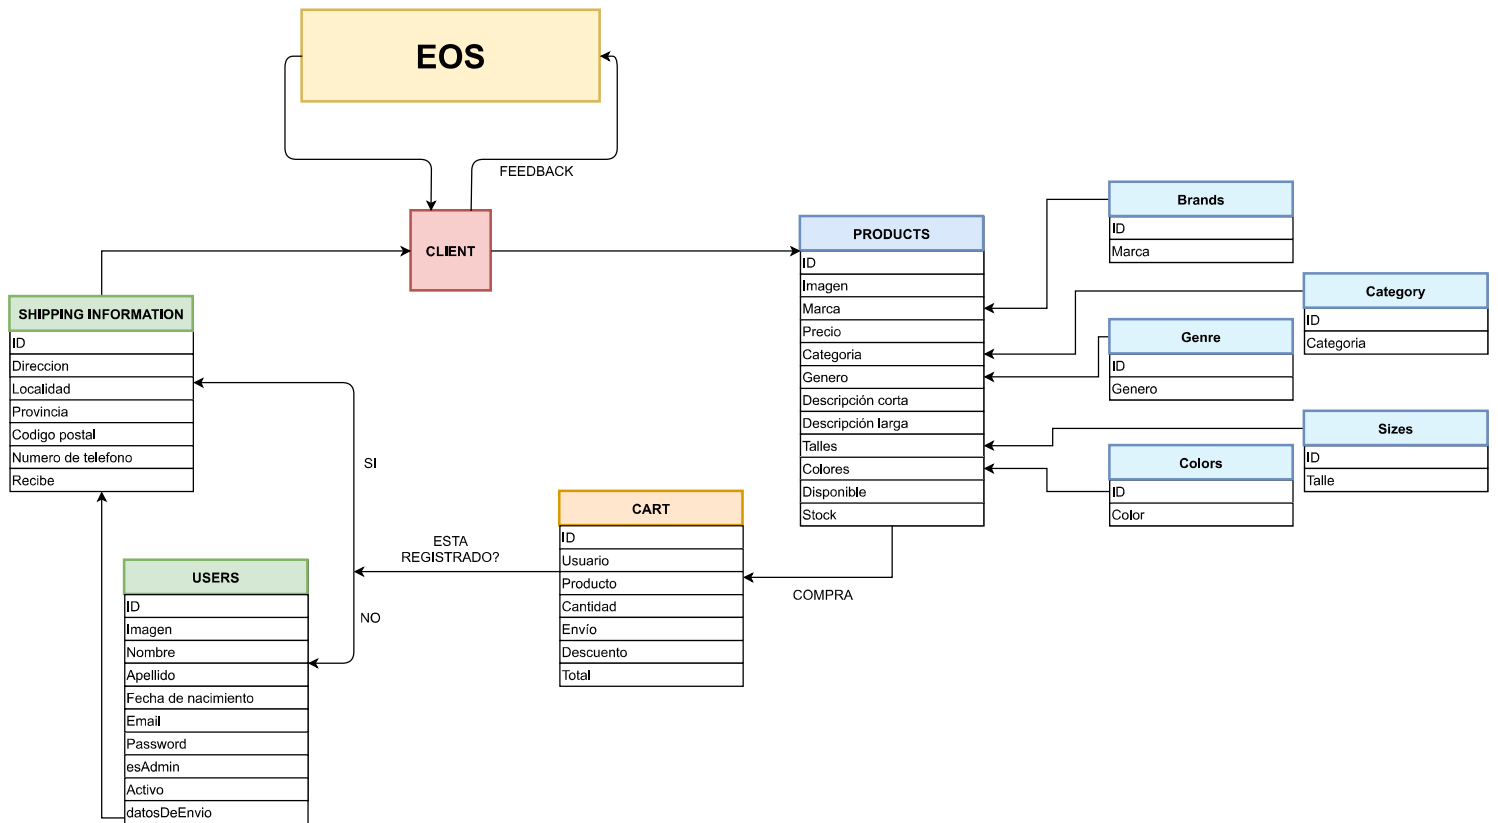 EOS
FEEDBACK
CLIENT
SHIPPING INFORMATION
ID
Direccion
Localidad
Provincia
Codigo postal
Numero de telefono
Recibe
PRODUCTS
ID
Imagen
Marca
Precio
Categoria
Genero
Descripción corta
Descripción larga
Talles
Colores
Disponible
Stock
Brands
ID
Marca
Category
ID
Categoria
Genre
ID
Genero
Sizes
ID
Talle
Colors
ID
Color
COMPRA
CART
ID
Usuario
Producto
Cantidad
Envío
Descuento
Total
ESTA
REGISTRADO?
SI
NO
USERS
ID
Imagen
Nombre
Apellido
Fecha de nacimiento
Email
Password
esAdmin
Activo
datosDeEnvio